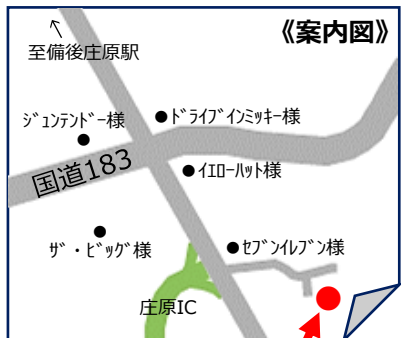 《案内図》
至備後庄原駅
ｼﾞｭﾝﾃﾝﾄﾞｰ様
ﾄﾞﾗｲﾌﾞｲﾝﾐｯｷｰ様
国道183
ｲｴﾛｰﾊｯﾄ様
ｻﾞ・ﾋﾞｯｸﾞ様
ｾﾌﾞﾝｲﾚﾌﾞﾝ様
庄原IC